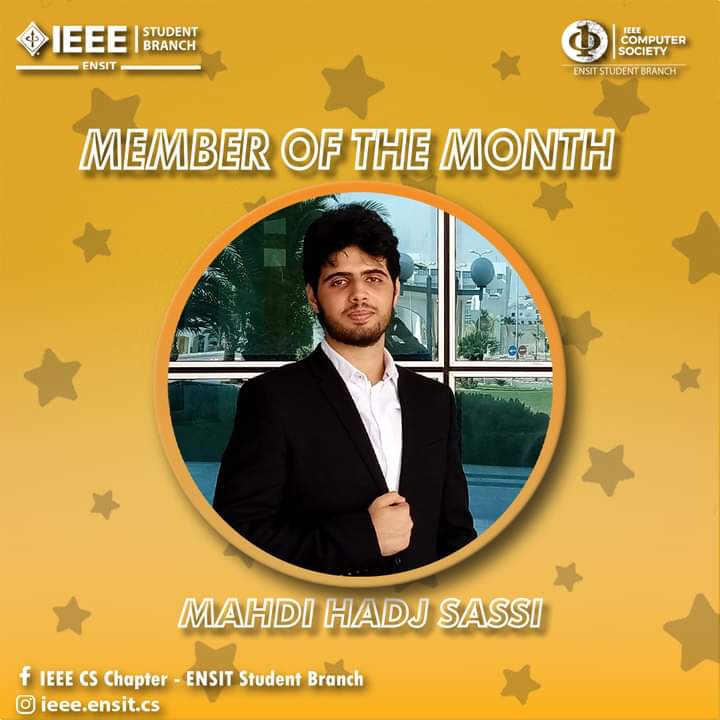 IEEE STUDENT BRANCH
ENSIT
IEEE COMPUTER SOCIETY
ENSIT STUDENT BRANCH
MEMBER OF THE MONTH
MAHDI HADJ SASSI
IEEE CS Chapter - ENSIT Student Branch
ieee.ensit.cs